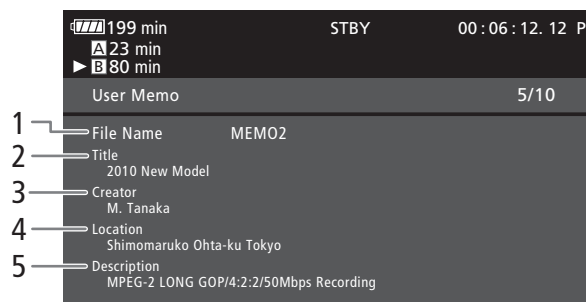 199 min STBY 00:06:12.12 P
A 23 min
B 80 min
User Memo 5/10
1 File Name MEMO2
2 Title
2010 New Model
3 Creator
M. Tanaka
4 Location
Shimomaruko Ohta-ku Tokyo
5 Description
MPEG-2 LONG GOP/4:2:2/50Mbps Recording